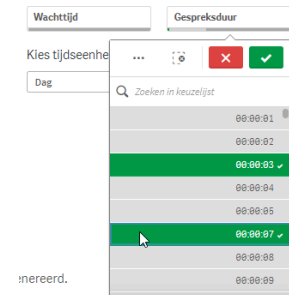 Wachttijd Gespreksduur
Kies tijdseenhe
...
Dag
Zoeken in keuzelijst
00:00:01
00:00:02
00:00:03
00:00:04
00:00:05
00:00:07
00:00:08
00:00:09
enereerd.